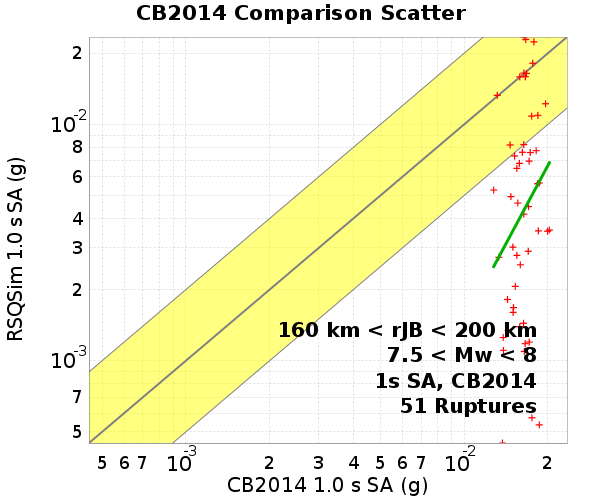 CB2014 Comparison Scatter
RSQSim 1.0 s SA (g)
2
10-2
8
6
4
3
2
10-3
7
5
160 km < rJB < 200 km
7.5 < Mw < 8
1s SA, CB2014
51 Ruptures
5 6 7 10-3 2 3 4 5 6 7 10-2 2
CB2014 1.0 s SA (g)